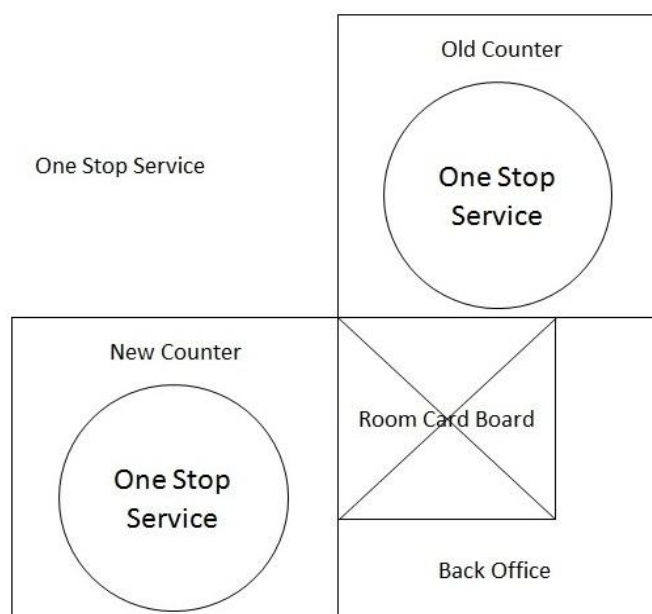 Old Counter
One Stop Service
One Stop
Service
New Counter
Room Card Board
One Stop
Service
Back Office